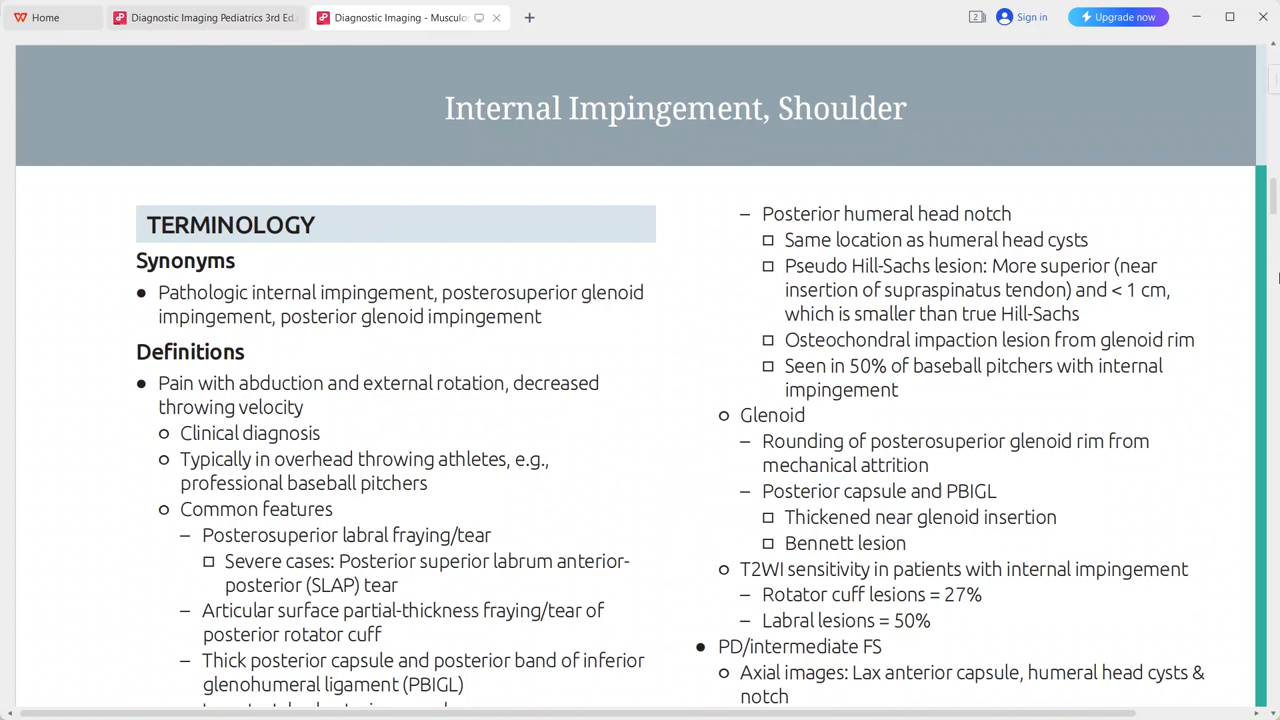 Home
Diagnostic Imaging Pediatrics 3rd Ed.
Diagnostic Imaging - Musculo
2
Sign in
Upgrade now
Internal Impingement, Shoulder
TERMINOLOGY
Synonyms
● Pathologic internal impingement, posterosuperior glenoid
impingement, posterior glenoid impingement
Definitions
● Pain with abduction and external rotation, decreased
throwing velocity
○ Clinical diagnosis
○ Typically in overhead throwing athletes, e.g.,
professional baseball pitchers
○ Common features
– Posterosuperior labral fraying/tear
□ Severe cases: Posterior superior labrum anterior-
posterior (SLAP) tear
– Articular surface partial-thickness fraying/tear of
posterior rotator cuff
– Thick posterior capsule and posterior band of inferior
glenohumeral ligament (PBIGL)
– Posterior humeral head notch
□ Same location as humeral head cysts
□ Pseudo Hill-Sachs lesion: More superior (near
insertion of supraspinatus tendon) and < 1 cm,
which is smaller than true Hill-Sachs
□ Osteochondral impaction lesion from glenoid rim
□ Seen in 50% of baseball pitchers with internal
impingement
○ Glenoid
– Rounding of posterosuperior glenoid rim from
mechanical attrition
– Posterior capsule and PBIGL
□ Thickened near glenoid insertion
□ Bennett lesion
○ T2WI sensitivity in patients with internal impingement
– Rotator cuff lesions = 27%
– Labral lesions = 50%
● PD/intermediate FS
○ Axial images: Lax anterior capsule, humeral head cysts &
notch